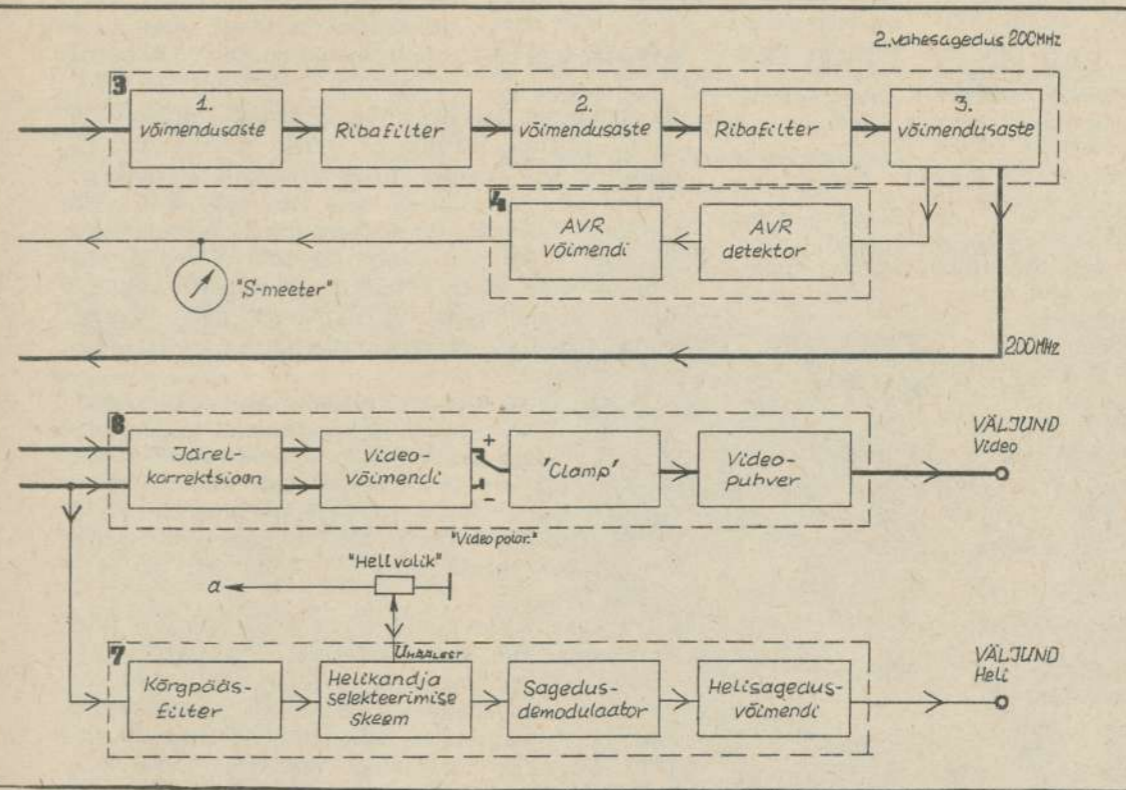 2.vahesagedus 200MHz
3
1.
võimendusaste
Ribafilter
2.
võimendusaste
Ribafilter
3.
võimendusaste
4
AVR
võimendi
AVR
detektor
"S-meeter"
200MHz
6
Järel-
korrektsioon
Video-
võimendi
+
-
'Clamp'
Video-
puhver
VÄLJUND
Video
"Video polar."
"Heli valik"
a
7
UHÄÄLEST
Kõrgpääs-
filter
Helikandja
selekteerimise
skeem
Sagedus-
demodulaator
Helisagedus-
võimendi
VÄLJUND
Heli